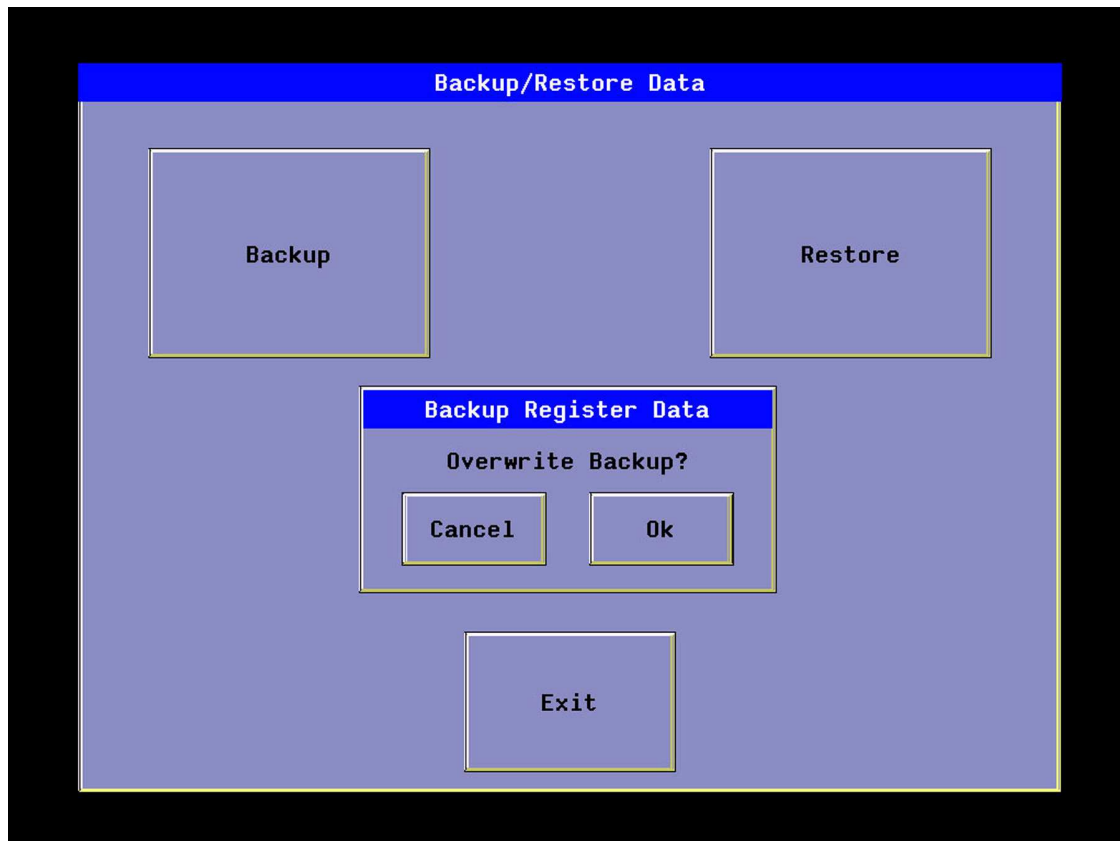 Backup/Restore Data
Backup
Restore
Backup Register Data
Overwrite Backup?
Cancel
Ok
Exit